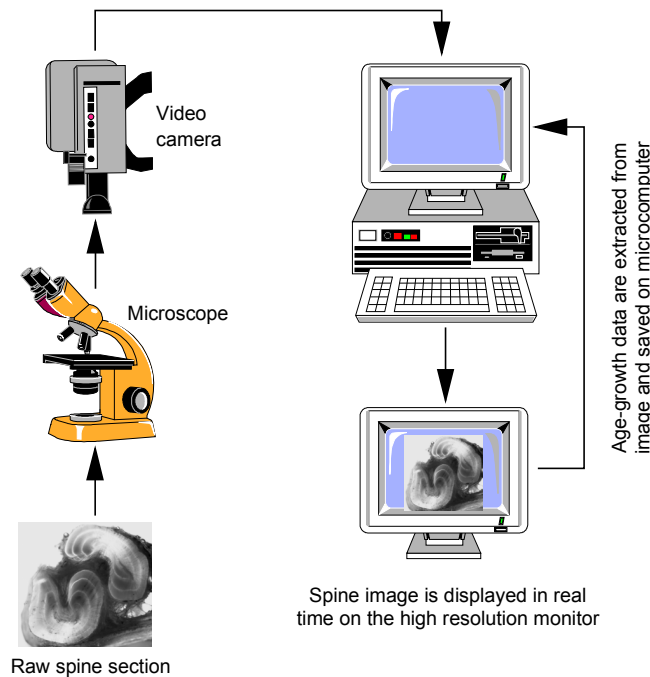 Video
camera
Microscope
Raw spine section
Age-growth data are extracted from
image and saved on microcomputer
Spine image is displayed in real
time on the high resolution monitor